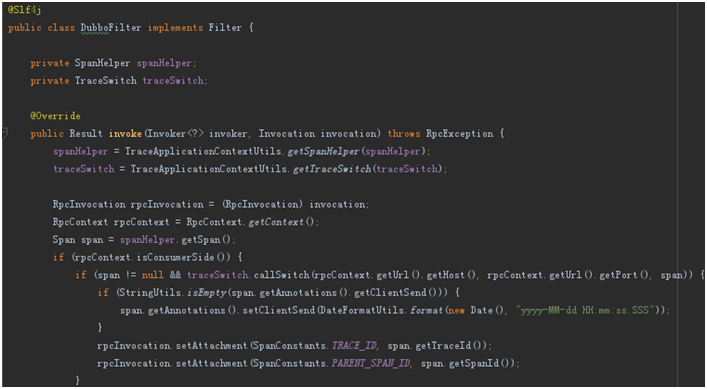 @Slf4j
public class DubboFilter implements Filter {
private SpanHelper spanHelper;
private TraceSwitch traceSwitch;
@Override
public Result invoke(Invoker<?> invoker, Invocation invocation) throws RpcException {
spanHelper = TraceApplicationContextUtils.getSpanHelper(spanHelper);
traceSwitch = TraceApplicationContextUtils.getTraceSwitch(traceSwitch);
RpcInvocation rpcInvocation = (RpcInvocation) invocation;
RpcContext rpcContext = RpcContext.getContext();
Span span = spanHelper.getSpan();
if (rpcContext.isConsumerSide()) {
if (span != null && traceSwitch.callSwitch(rpcContext.getUrl().getHost(), rpcContext.getUrl().getPort(), span)) {
if (StringUtils.isEmpty(span.getAnnotations().getClientSend())) {
span.getAnnotations().setClientSend(DateFormatUtils.format(new Date(), "yyyy-MM-dd HH:mm:ss.SSS"));
}
rpcInvocation.setAttachment(SpanConstants.TRACE_ID, span.getTraceId());
rpcInvocation.setAttachment(SpanConstants.PARENT_SPAN_ID, span.getSpanId());
}